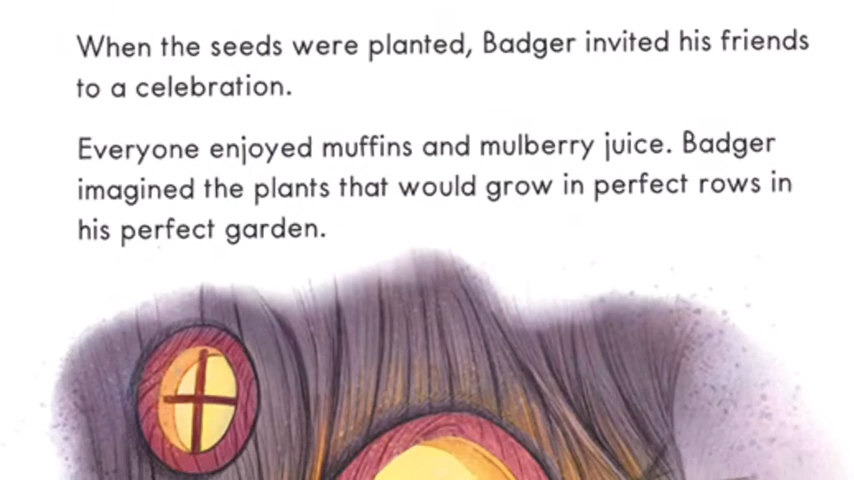 When the seeds were planted, Badger invited his friends
to a celebration.
Everyone enjoyed muffins and mulberry juice. Badger
imagined the plants that would grow in perfect rows in
his perfect garden.